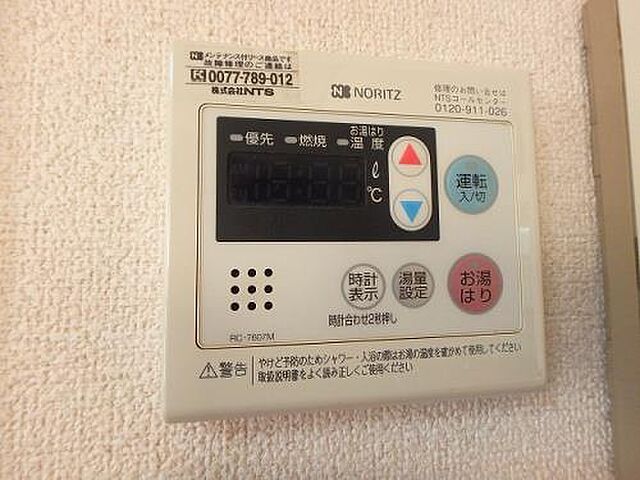 メンテナンス付リース商品です
故障修理のご連絡は
0077-789-012
株式会社NTS
NORITZ
修理のお問い合せは
NTSコールセンター
0120-911-026
優先
燃焼
お湯はり
温度
ℓ
℃
運転
入/切
時計
表示
湯量
設定
お湯
はり
時計合わせ2秒押し
RC-7607M
警告
やけど予防のためシャワー・入浴の際はお湯の温度を確かめて使用してください
取扱説明書をよく読み正しくご使用ください